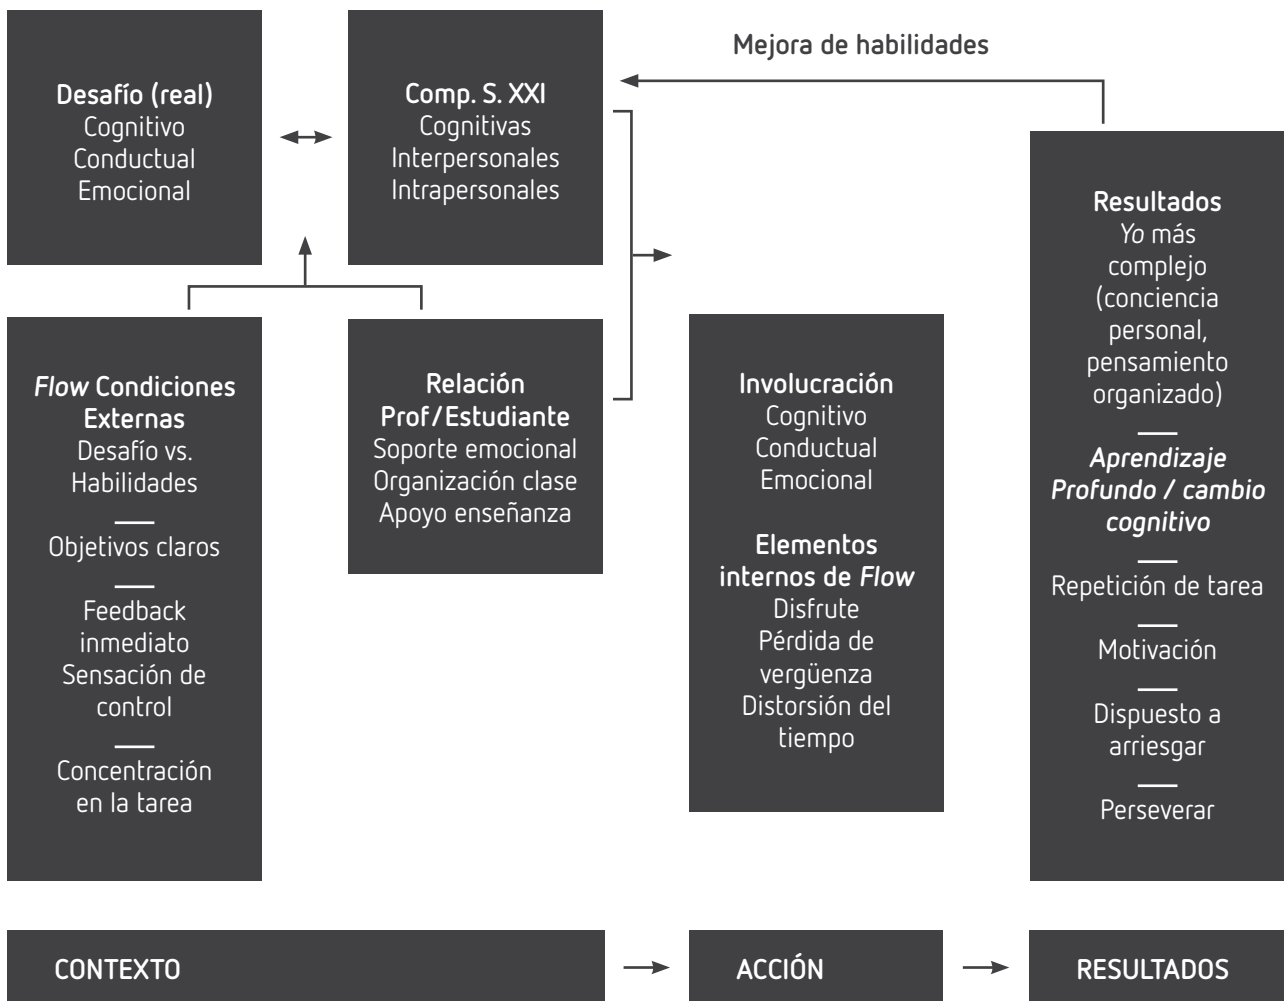 Mejora de habilidades
Desafío (real)
Cognitivo
Conductual
Emocional
Comp. S. XXI
Cognitivas
Interpersonales
Intrapersonales
Flow Condiciones
Externas
Desafío vs.
Habilidades
Objetivos claros
Feedback
inmediato
Sensación de
control
Concentración
en la tarea
Relación
Prof/Estudiante
Soporte emocional
Organización clase
Apoyo enseñanza
Involucración
Cognitivo
Conductual
Emocional
Elementos
internos de Flow
Disfrute
Pérdida de
vergüenza
Distorsión del
tiempo
Resultados
Yo más
complejo
(conciencia
personal,
pensamiento
organizado)
Aprendizaje
Profundo / cambio
cognitivo
Repetición de tarea
Motivación
Dispuesto a
arriesgar
Perseverar
CONTEXTO
ACCIÓN
RESULTADOS